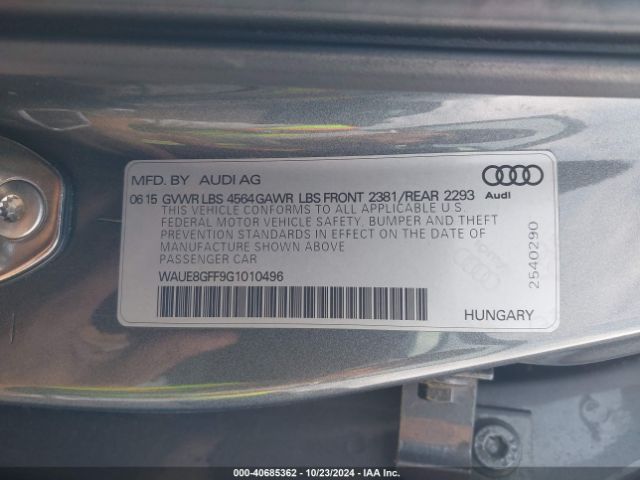 MFD. BY AUDI AG
0615 GVWR LBS 4564 GAWR LBS FRONT 2381/REAR 2293
Audi
THIS VEHICLE CONFORMS TO ALL APPLICABLE U.S.
FEDERAL MOTOR VEHICLE SAFETY, BUMPER AND THEFT
PREVENTION STANDARDS IN EFFECT ON THE DATE OF
MANUFACTURE SHOWN ABOVE
PASSENGER CAR
WAUE8GFF9G1010496
2540290
HUNGARY
000-40685362 - 10/23/2024 - IAA Inc.